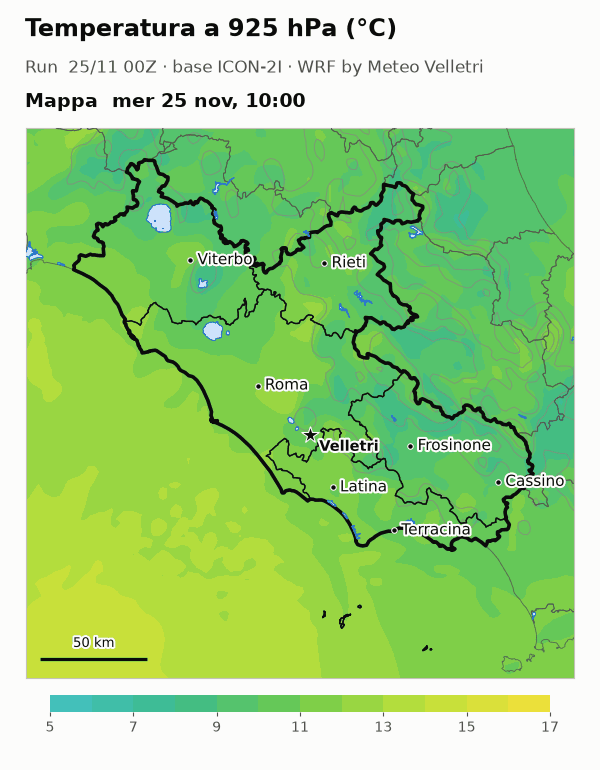 Temperatura a 925 hPa (°C)
Run  25/11 00Z · base ICON-2I · WRF by Meteo Velletri
Mappa  mer 25 nov, 10:00
Viterbo
Rieti
Roma
Velletri
Frosinone
Latina
Cassino
Terracina
50 km
5 7 9 11 13 15 17